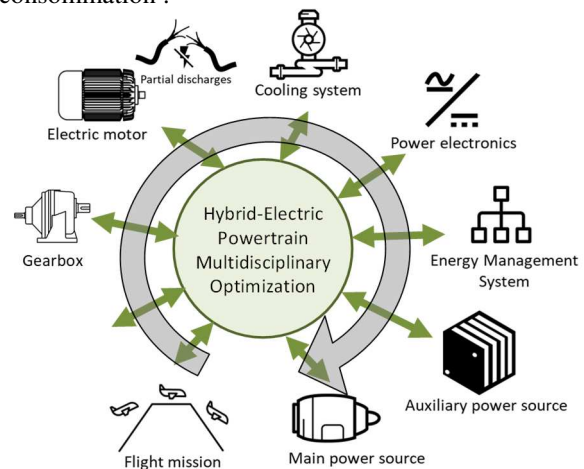 consommation :
Partial discharges
Cooling system
Electric motor
Power electronics
Hybrid-Electric
Powertrain
Multidisciplinary
Optimization
Gearbox
Energy Management
System
Auxiliary power source
Main power source
Flight mission